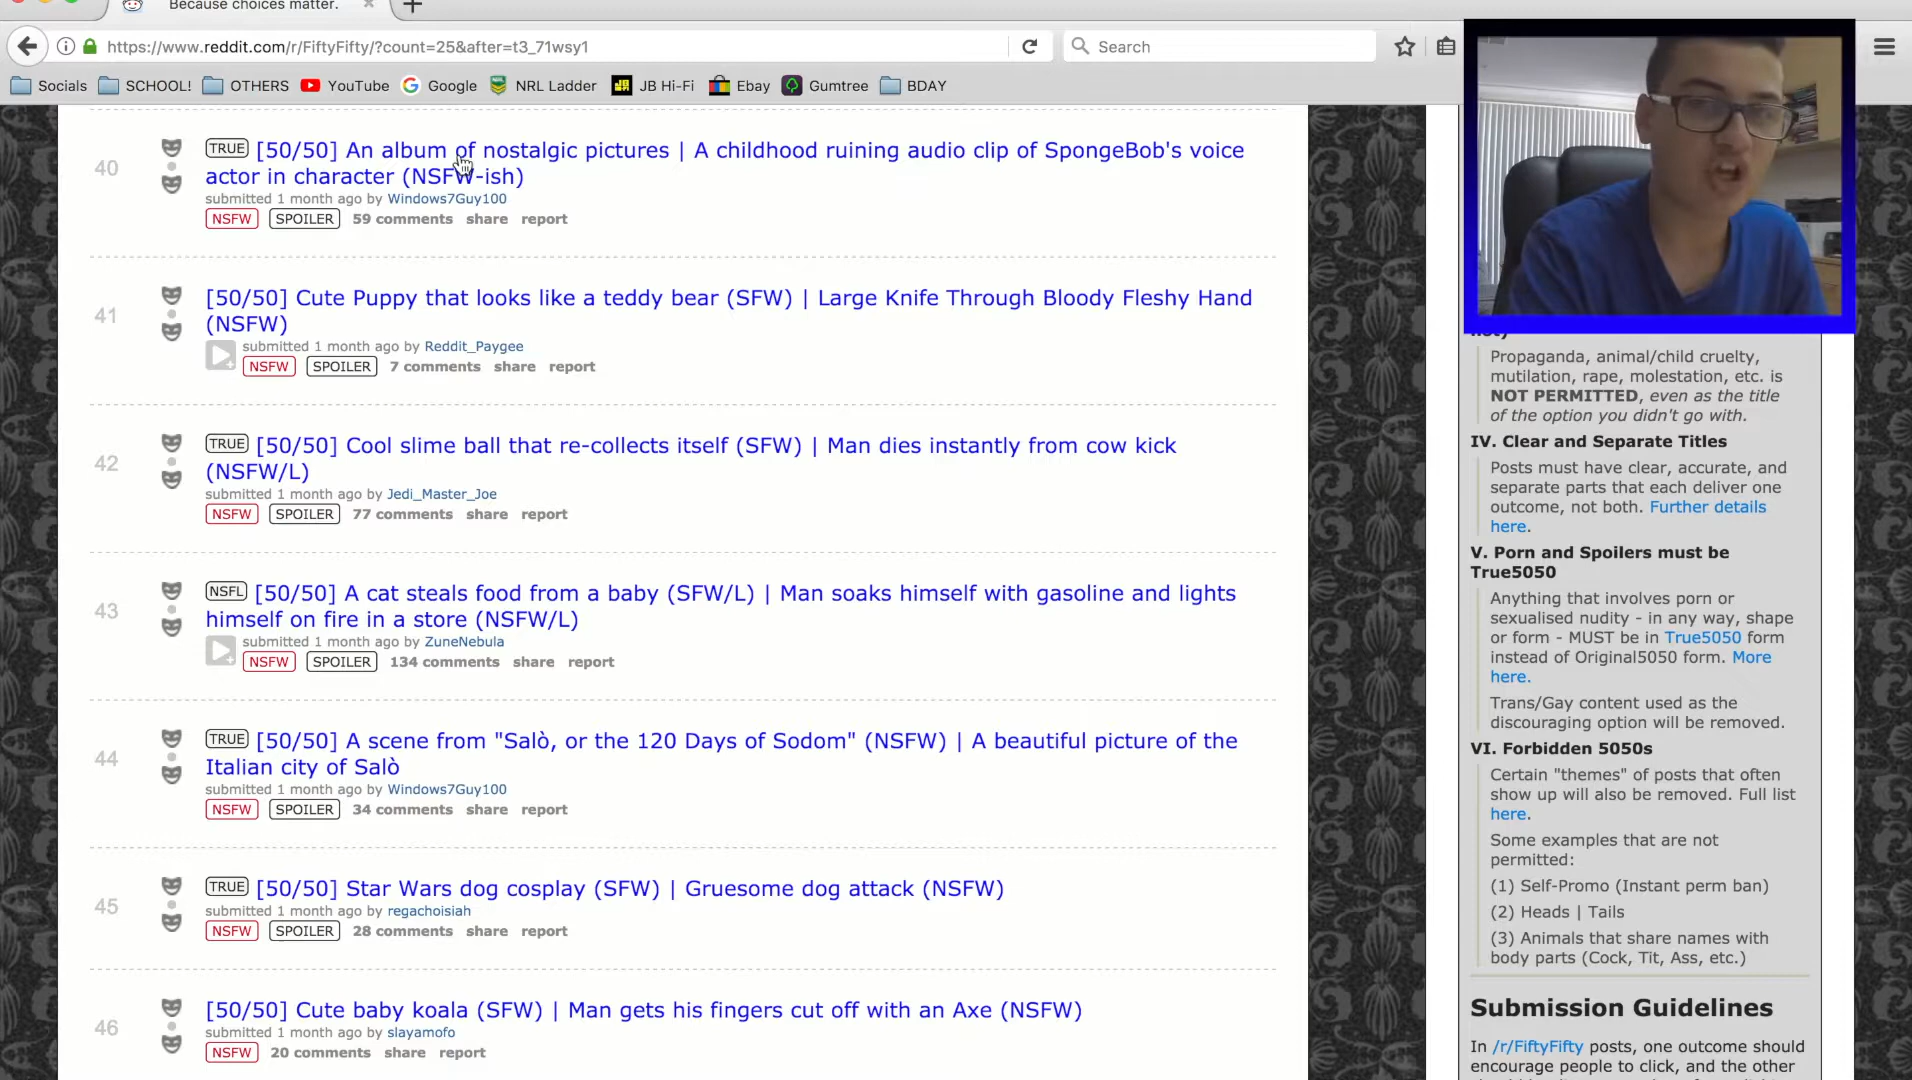 Because choices matter.
https://www.reddit.com/r/FiftyFifty/?count=25&after=t3_71wsy1
Search
Socials SCHOOL! OTHERS YouTube Google NRL Ladder JB Hi-Fi Ebay Gumtree BDAY
40
TRUE [50/50] An album of nostalgic pictures | A childhood ruining audio clip of SpongeBob's voice
actor in character (NSFW-ish)
submitted 1 month ago by Windows7Guy100
NSFW SPOILER 59 comments share report
41
[50/50] Cute Puppy that looks like a teddy bear (SFW) | Large Knife Through Bloody Fleshy Hand
(NSFW)
submitted 1 month ago by Reddit_Paygee
NSFW SPOILER 7 comments share report
42
TRUE [50/50] Cool slime ball that re-collects itself (SFW) | Man dies instantly from cow kick
(NSFW/L)
submitted 1 month ago by Jedi_Master_Joe
NSFW SPOILER 77 comments share report
43
NSFL [50/50] A cat steals food from a baby (SFW/L) | Man soaks himself with gasoline and lights
himself on fire in a store (NSFW/L)
submitted 1 month ago by ZuneNebula
NSFW SPOILER 134 comments share report
44
TRUE [50/50] A scene from "Salò, or the 120 Days of Sodom" (NSFW) | A beautiful picture of the
Italian city of Salò
submitted 1 month ago by Windows7Guy100
NSFW SPOILER 34 comments share report
45
TRUE [50/50] Star Wars dog cosplay (SFW) | Gruesome dog attack (NSFW)
submitted 1 month ago by regachoisiah
NSFW SPOILER 28 comments share report
46
[50/50] Cute baby koala (SFW) | Man gets his fingers cut off with an Axe (NSFW)
submitted 1 month ago by slayamofo
NSFW 20 comments share report
Propaganda, animal/child cruelty,
mutilation, rape, molestation, etc. is
NOT PERMITTED, even as the title
of the option you didn't go with.
IV. Clear and Separate Titles
Posts must have clear, accurate, and
separate parts that each deliver one
outcome, not both. Further details
here.
V. Porn and Spoilers must be
True5050
Anything that involves porn or
sexualised nudity - in any way, shape
or form - MUST be in True5050 form
instead of Original5050 form. More
here.
Trans/Gay content used as the
discouraging option will be removed.
VI. Forbidden 5050s
Certain "themes" of posts that often
show up will also be removed. Full list
here.
Some examples that are not
permitted:
(1) Self-Promo (Instant perm ban)
(2) Heads | Tails
(3) Animals that share names with
body parts (Cock, Tit, Ass, etc.)
Submission Guidelines
In /r/FiftyFifty posts, one outcome should
encourage people to click, and the other